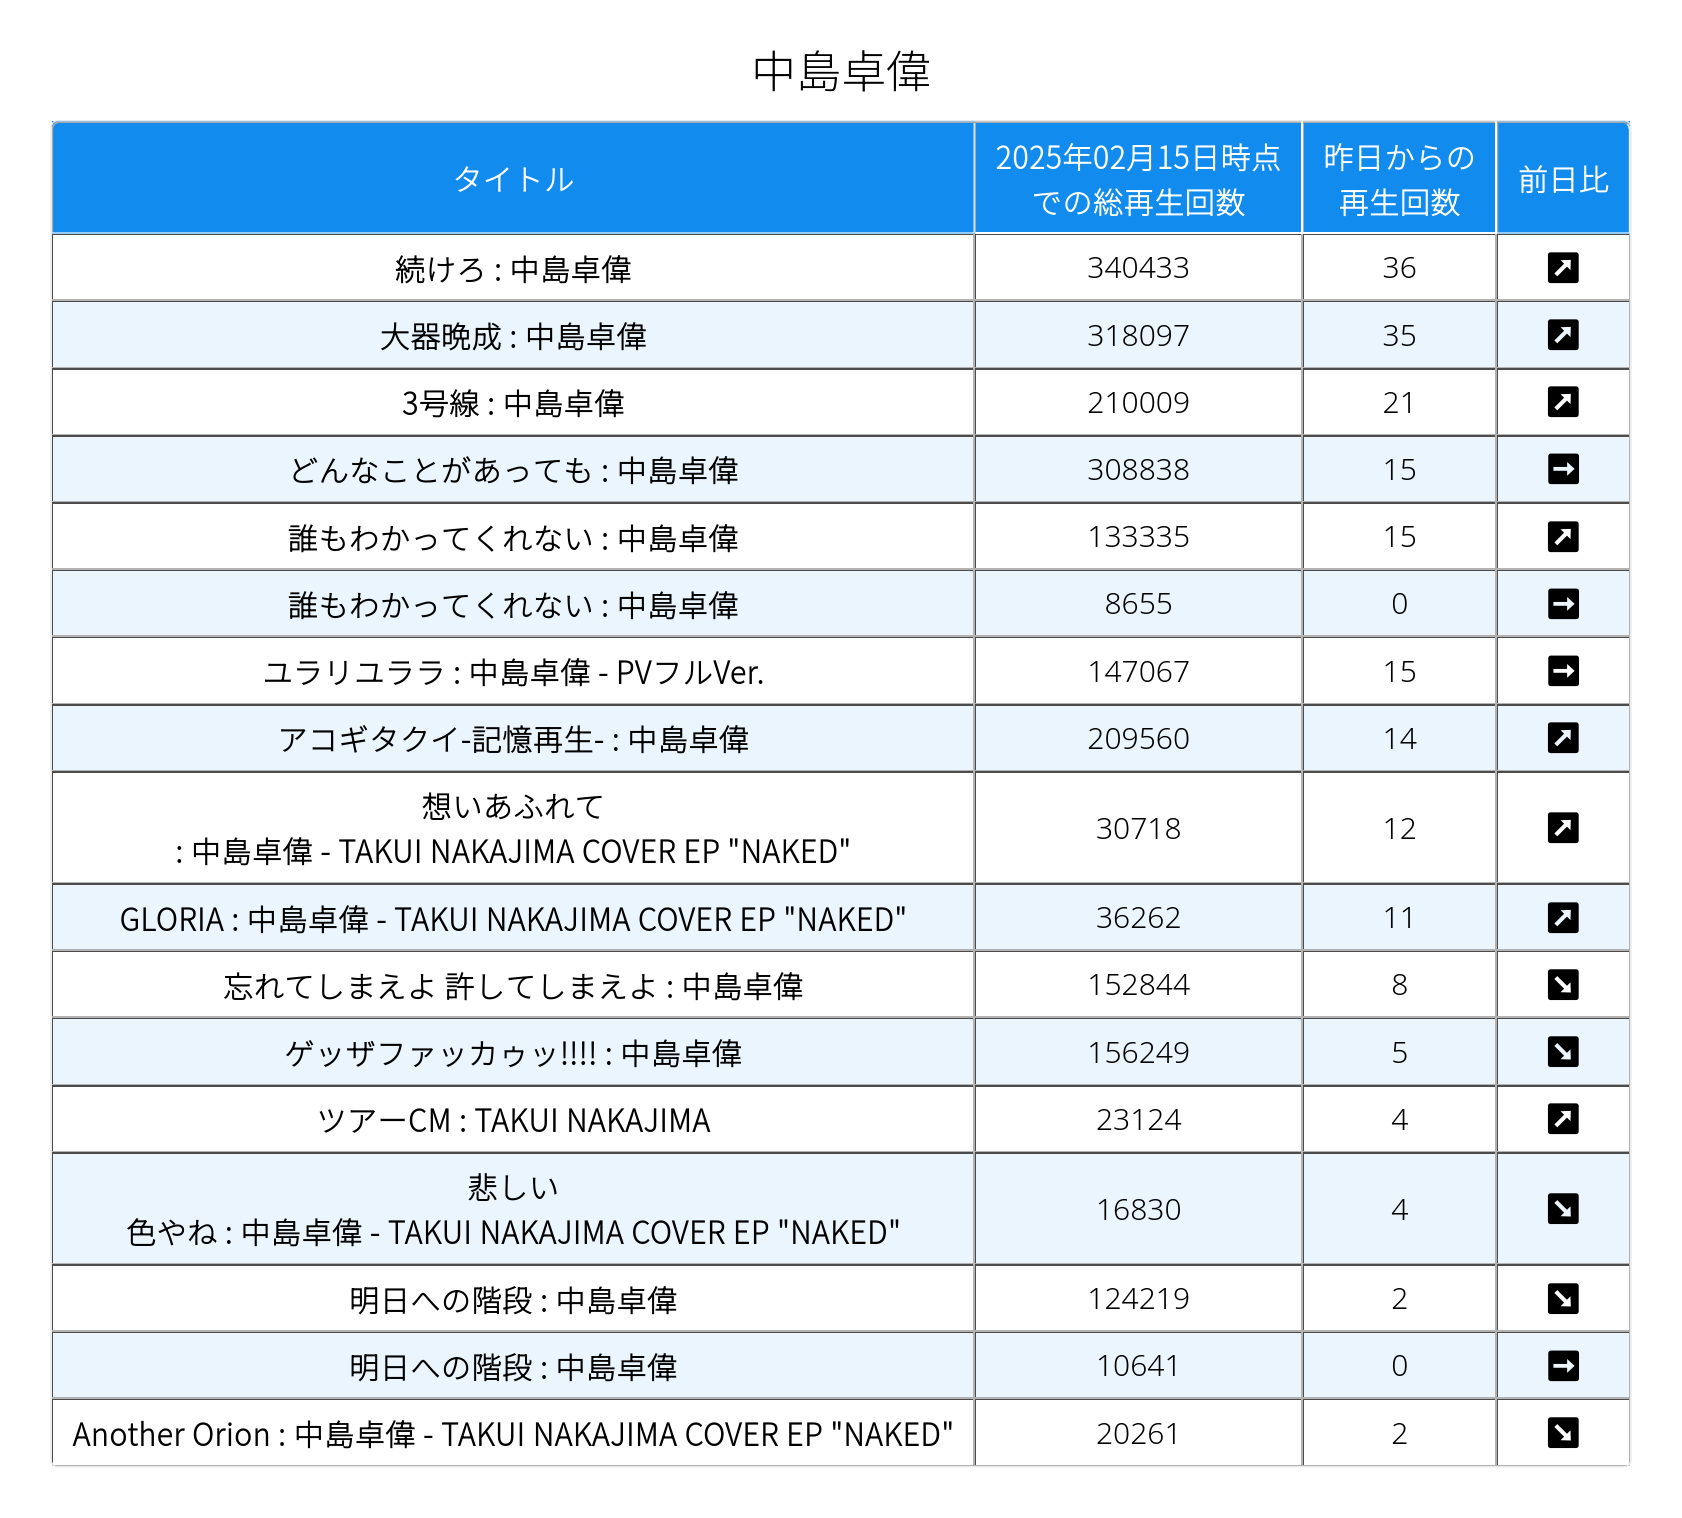 中島卓偉
タイトル
2025年02月15日時点
での総再生回数
昨日からの
再生回数
前日比
続けろ : 中島卓偉 340433 36 ↗
大器晩成 : 中島卓偉 318097 35 ↗
3号線 : 中島卓偉 210009 21 ↗
どんなことがあっても : 中島卓偉 308838 15 →
誰もわかってくれない : 中島卓偉 133335 15 ↗
誰もわかってくれない : 中島卓偉 8655 0 →
ユラリユララ : 中島卓偉 - PVフルVer. 147067 15 →
アコギタクイ-記憶再生- : 中島卓偉 209560 14 ↗
想いあふれて
: 中島卓偉 - TAKUI NAKAJIMA COVER EP "NAKED" 30718 12 ↗
GLORIA : 中島卓偉 - TAKUI NAKAJIMA COVER EP "NAKED" 36262 11 ↗
忘れてしまえよ 許してしまえよ : 中島卓偉 152844 8 ↘
ゲッザファッカゥッ!!!! : 中島卓偉 156249 5 ↘
ツアーCM : TAKUI NAKAJIMA 23124 4 ↗
悲しい
色やね : 中島卓偉 - TAKUI NAKAJIMA COVER EP "NAKED" 16830 4 ↘
明日への階段 : 中島卓偉 124219 2 ↘
明日への階段 : 中島卓偉 10641 0 →
Another Orion : 中島卓偉 - TAKUI NAKAJIMA COVER EP "NAKED" 20261 2 ↘